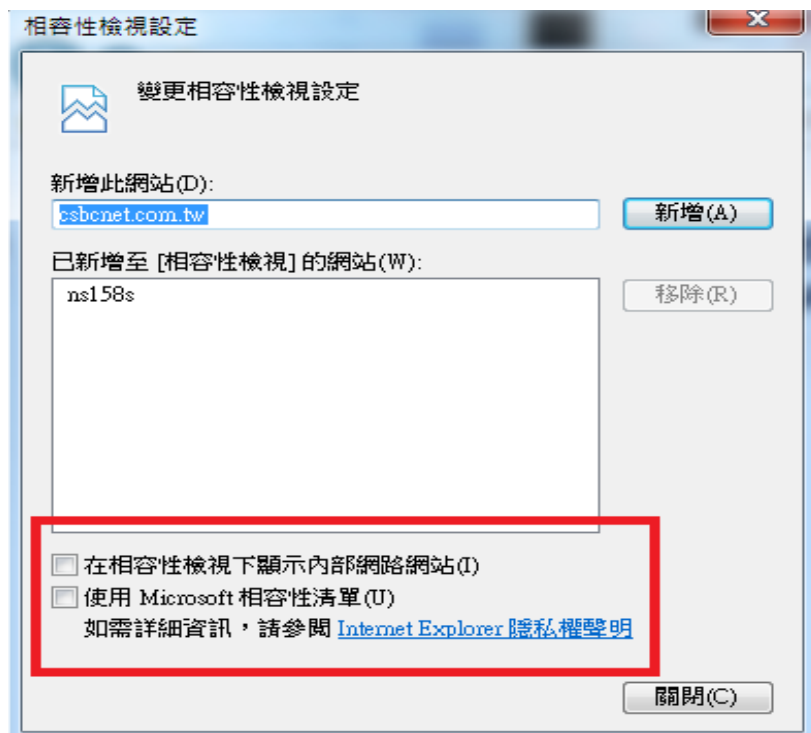 相容性檢視設定
變更相容性檢視設定
新增此網站(D):
csbcnet.com.tw
新增(A)
已新增至 [相容性檢視] 的網站(W):
ns158s
移除(R)
在相容性檢視下顯示內部網路網站(I)
使用 Microsoft 相容性清單(U)
如需詳細資訊，請參閱 Internet Explorer 隱私權聲明
關閉(C)